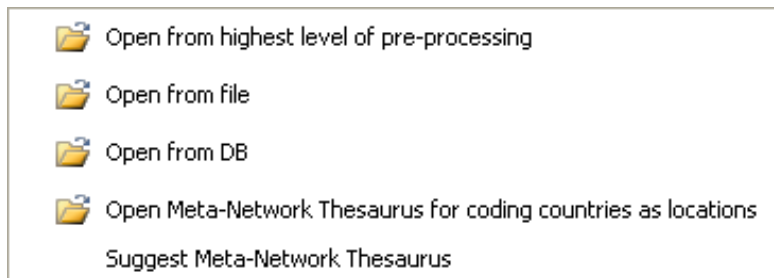 Open from highest level of pre-processing
Open from file
Open from DB
Open Meta-Network Thesaurus for coding countries as locations
Suggest Meta-Network Thesaurus